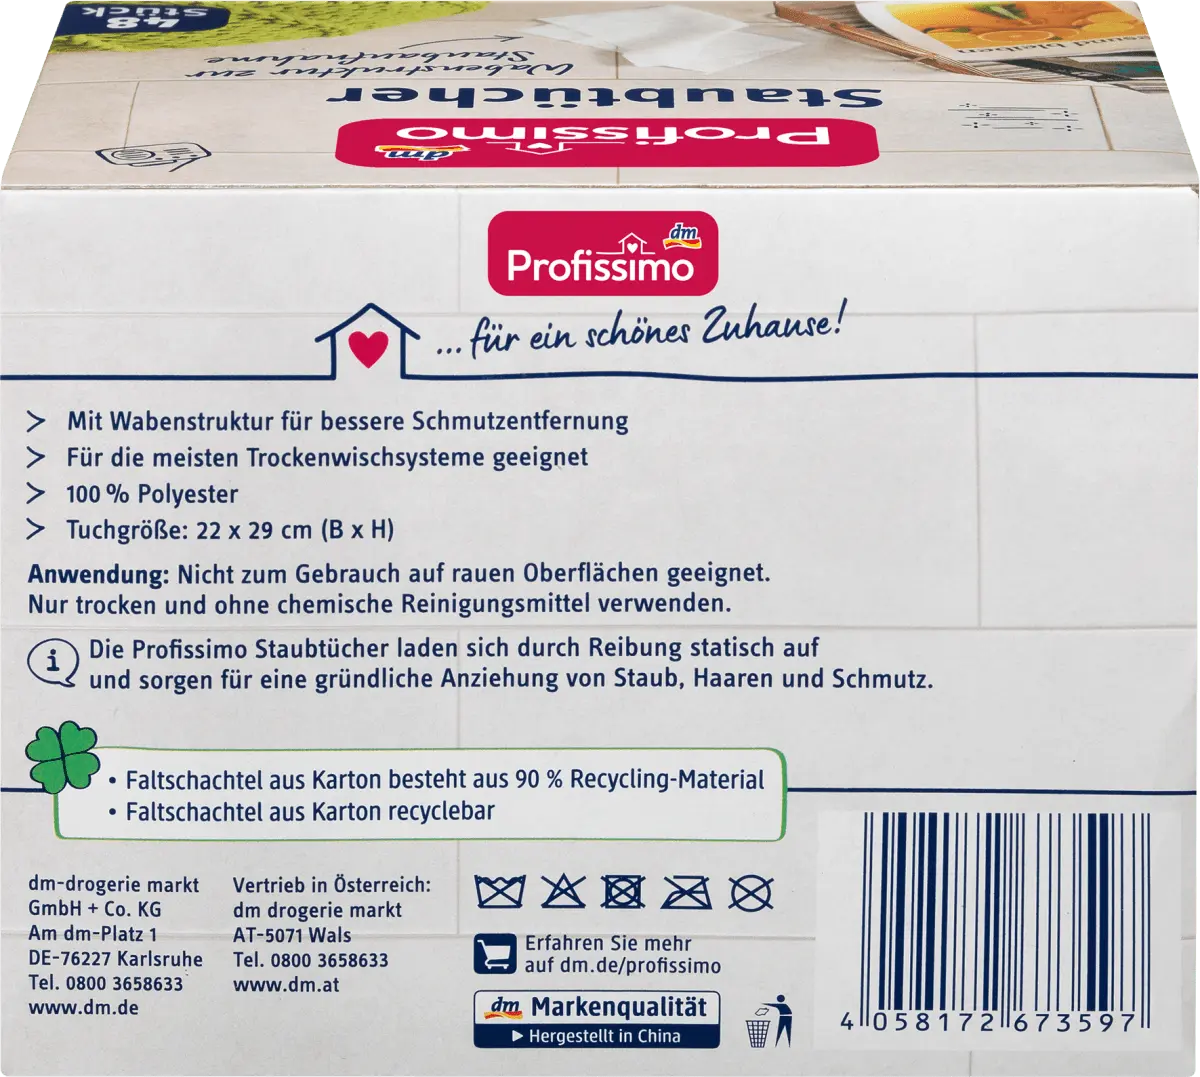 48
Stück
Wabenstruktur zur
Staubaufnahme
Staubtücher
Profissimo
dm
dm
Profissimo
... für ein schönes Zuhause!
> Mit Wabenstruktur für bessere Schmutzentfernung
> Für die meisten Trockenwischsysteme geeignet
> 100 % Polyester
> Tuchgröße: 22 x 29 cm (B x H)
Anwendung: Nicht zum Gebrauch auf rauen Oberflächen geeignet.
Nur trocken und ohne chemische Reinigungsmittel verwenden.
i
Die Profissimo Staubtücher laden sich durch Reibung statisch auf
und sorgen für eine gründliche Anziehung von Staub, Haaren und Schmutz.
• Faltschachtel aus Karton besteht aus 90 % Recycling-Material
• Faltschachtel aus Karton recyclebar
dm-drogerie markt
GmbH + Co. KG
Am dm-Platz 1
DE-76227 Karlsruhe
Tel. 0800 3658633
www.dm.de
Vertrieb in Österreich:
dm drogerie markt
AT-5071 Wals
Tel. 0800 3658633
www.dm.at
Erfahren Sie mehr
auf dm.de/profissimo
dm Markenqualität
Hergestellt in China
4 058172 673597